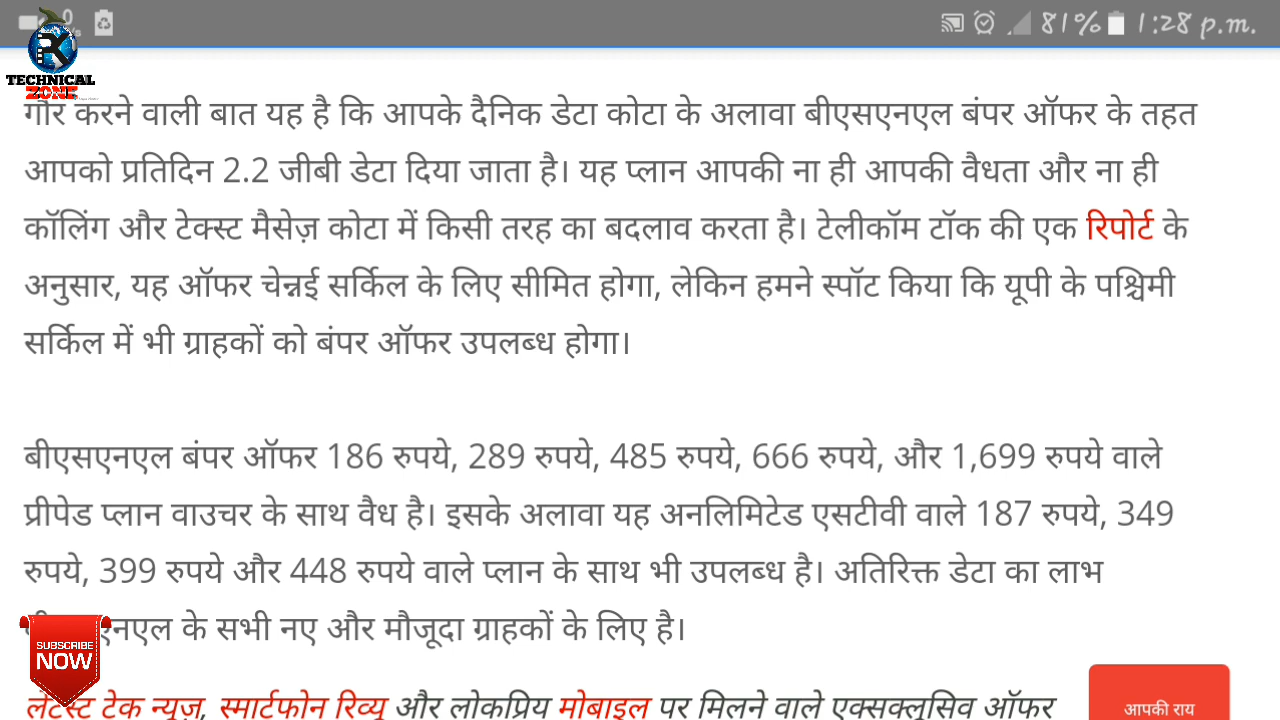 81% 1:28 p.m.
TECHNICAL
ZONE
गौर करने वाली बात यह है कि आपके दैनिक डेटा कोटा के अलावा बीएसएनएल बंपर ऑफर के तहत
आपको प्रतिदिन 2.2 जीबी डेटा दिया जाता है। यह प्लान आपकी ना ही आपकी वैधता और ना ही
कॉलिंग और टेक्स्ट मैसेज़ कोटा में किसी तरह का बदलाव करता है। टेलीकॉम टॉक की एक रिपोर्ट के
अनुसार, यह ऑफर चेन्नई सर्किल के लिए सीमित होगा, लेकिन हमने स्पॉट किया कि यूपी के पश्चिमी
सर्किल में भी ग्राहकों को बंपर ऑफर उपलब्ध होगा।
बीएसएनएल बंपर ऑफर 186 रुपये, 289 रुपये, 485 रुपये, 666 रुपये, और 1,699 रुपये वाले
प्रीपेड प्लान वाउचर के साथ वैध है। इसके अलावा यह अनलिमिटेड एसटीवी वाले 187 रुपये, 349
रुपये, 399 रुपये और 448 रुपये वाले प्लान के साथ भी उपलब्ध है। अतिरिक्त डेटा का लाभ
के सभी नए और मौजूदा ग्राहकों के लिए है।
SUBSCRIBE
NOW
लेटेस्ट टेक न्यूज़, स्मार्टफोन रिव्यू और लोकप्रिय मोबाइल पर मिलने वाले एक्सक्लूसिव ऑफर
आपकी राय